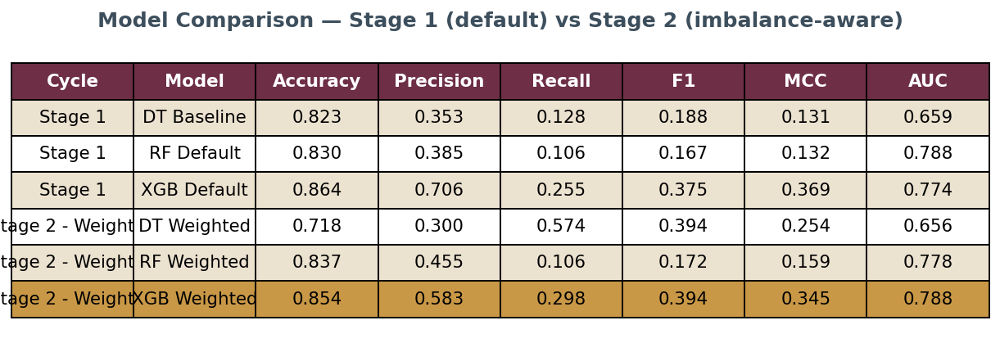 Model Comparison — Stage 1 (default) vs Stage 2 (imbalance-aware)
Cycle Model Accuracy Precision Recall F1 MCC AUC
Stage 1 DT Baseline 0.823 0.353 0.128 0.188 0.131 0.659
Stage 1 RF Default 0.830 0.385 0.106 0.167 0.132 0.788
Stage 1 XGB Default 0.864 0.706 0.255 0.375 0.369 0.774
tage 2 - Weight DT Weighted 0.718 0.300 0.574 0.394 0.254 0.656
tage 2 - Weight RF Weighted 0.837 0.455 0.106 0.172 0.159 0.778
tage 2 - Weight XGB Weighted 0.854 0.583 0.298 0.394 0.345 0.788